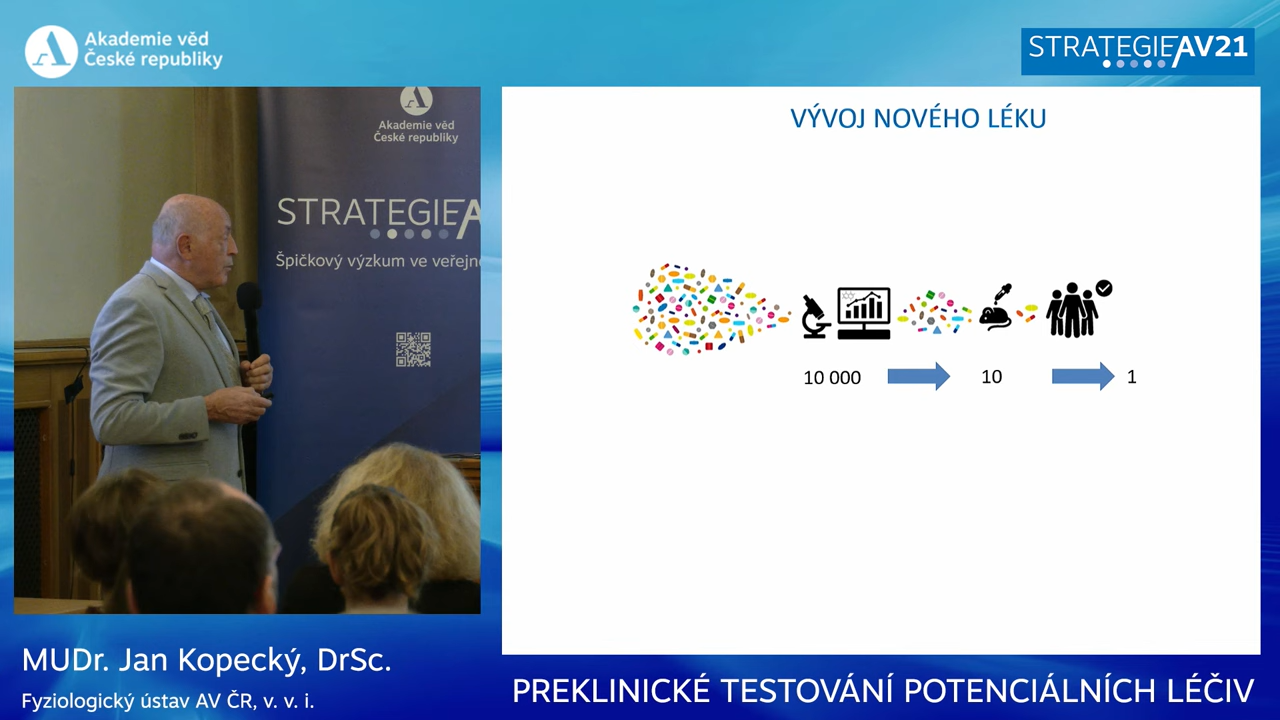 Akademie věd
České republiky
STRATEGIE AV21
Akademie věd
České republiky
STRATEGIE A
Špičkový výzkum ve veřejn
VÝVOJ NOVÉHO LÉKU
10 000
10
1
MUDr. Jan Kopecký, DrSc.
Fyziologický ústav AV ČR, v. v. i.
PREKLINICKÉ TESTOVÁNÍ POTENCIÁLNÍCH LÉČIV